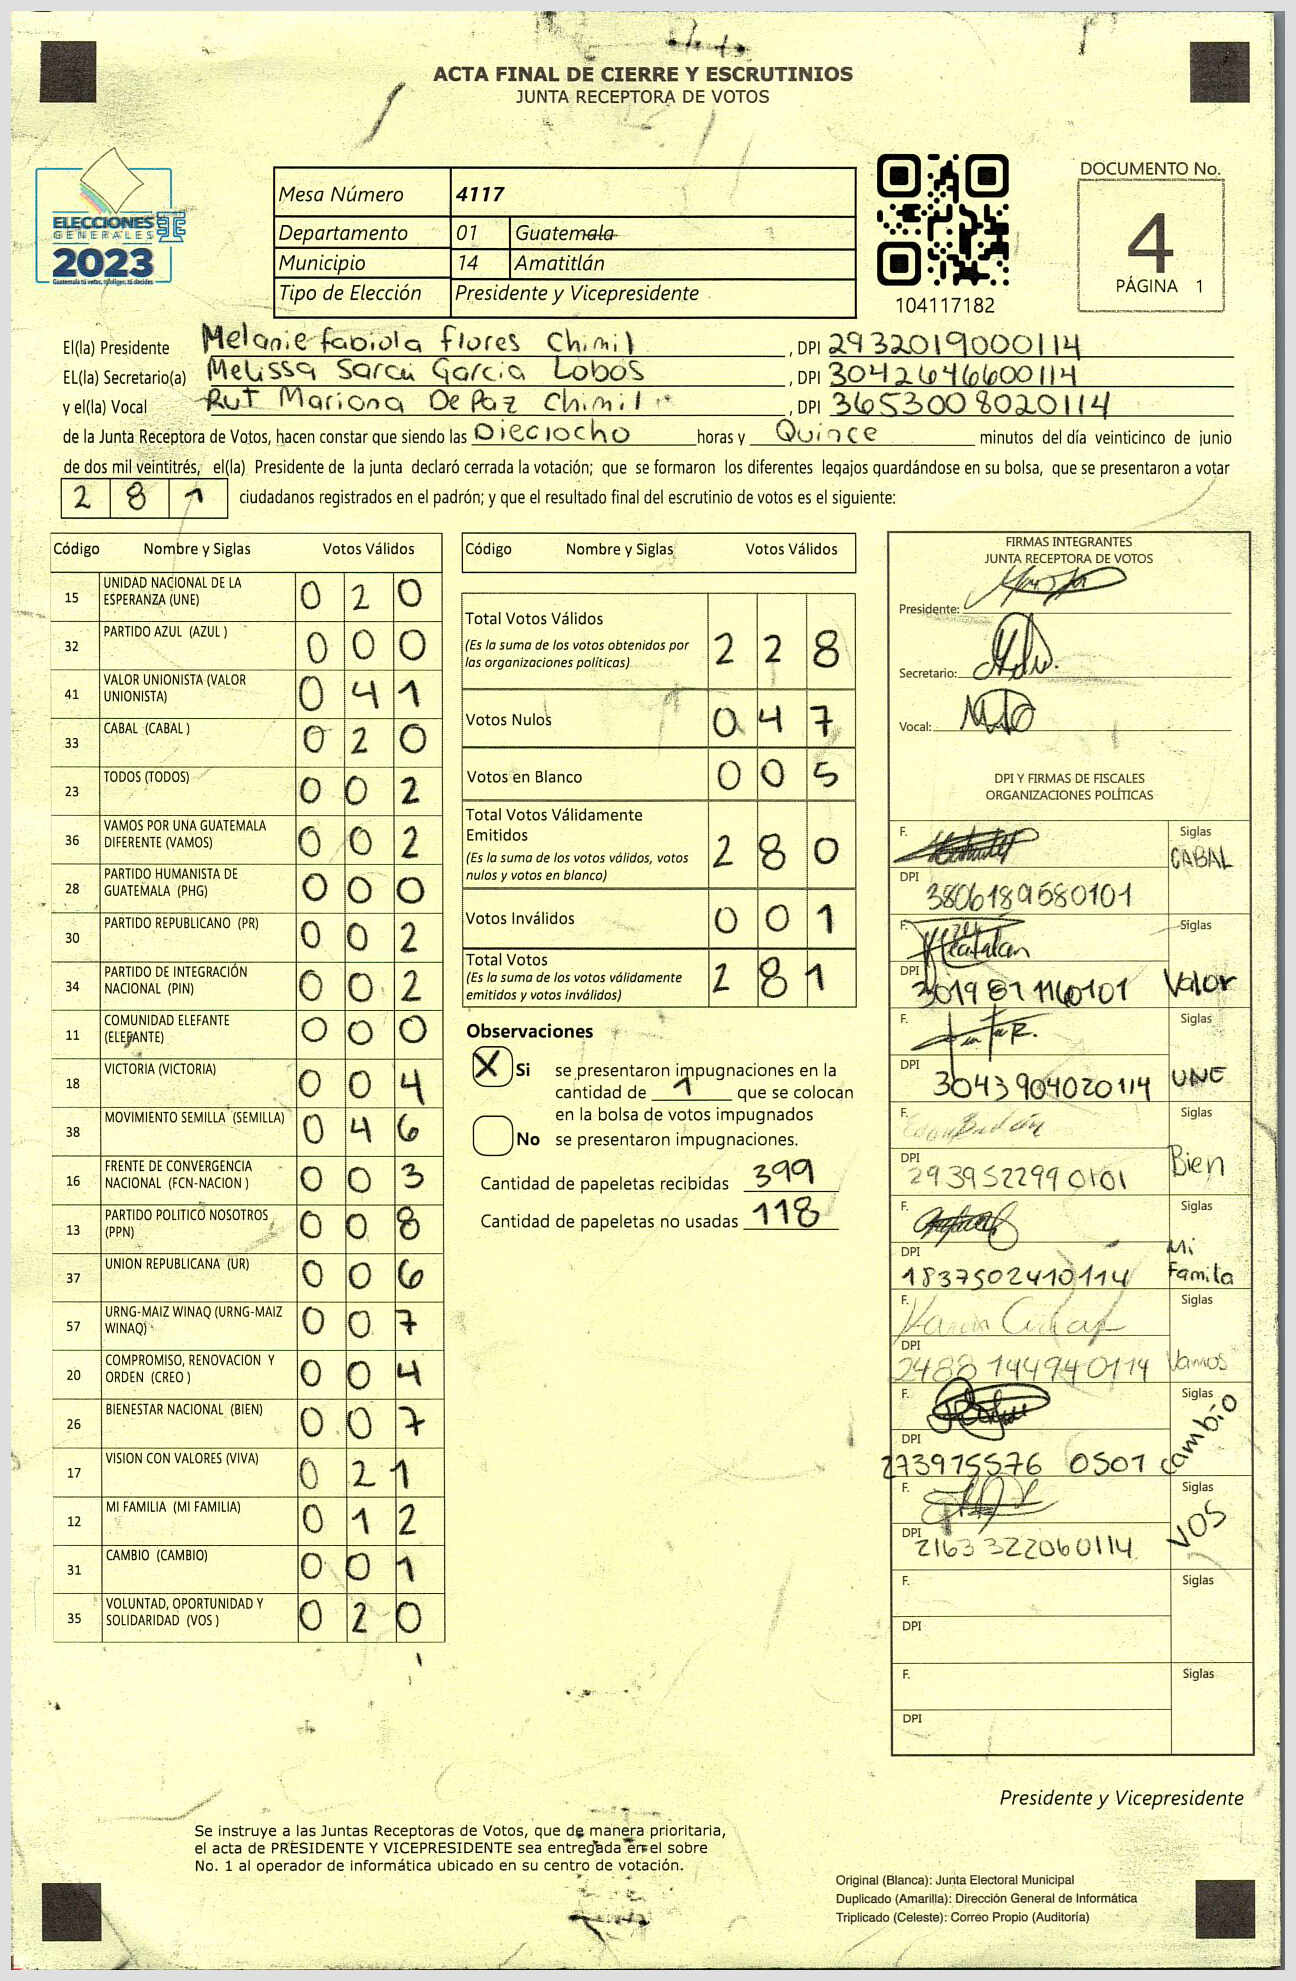 ACTA FINAL DE CIERRE Y ESCRUTINIOS
JUNTA RECEPTORA DE VOTOS
ELECCIONES
GENERALES
2023
Guatemala tú votas, tú eliges, tú decides
Mesa Número 4117
Departamento 01 Guatemala
Municipio 14 Amatitlán
Tipo de Elección Presidente y Vicepresidente
104117182
DOCUMENTO No.
4
PÁGINA 1
El(la) Presidente Melanie fabiola flores Chimil , DPI 2932019000114
EL(la) Secretario(a) Melissa Sarai Garcia Lobos , DPI 3042646600114
y el(la) Vocal Rut Mariana De Paz Chimil , DPI 3653008020114
de la Junta Receptora de Votos, hacen constar que siendo las Dieciocho horas y Quince minutos del día veinticinco de junio
de dos mil veintitrés, el(la) Presidente de la junta declaró cerrada la votación; que se formaron los diferentes legajos guardándose en su bolsa, que se presentaron a votar
2 8 1 ciudadanos registrados en el padrón; y que el resultado final del escrutinio de votos es el siguiente:
Código Nombre y Siglas Votos Válidos
15 UNIDAD NACIONAL DE LA ESPERANZA (UNE) 0 2 0
32 PARTIDO AZUL (AZUL ) 0 0 0
41 VALOR UNIONISTA (VALOR UNIONISTA) 0 4 1
33 CABAL (CABAL ) 0 2 0
23 TODOS (TODOS) 0 0 2
36 VAMOS POR UNA GUATEMALA DIFERENTE (VAMOS) 0 0 2
28 PARTIDO HUMANISTA DE GUATEMALA (PHG) 0 0 0
30 PARTIDO REPUBLICANO (PR) 0 0 2
34 PARTIDO DE INTEGRACIÓN NACIONAL (PIN) 0 0 2
11 COMUNIDAD ELEFANTE (ELEFANTE) 0 0 0
18 VICTORIA (VICTORIA) 0 0 4
38 MOVIMIENTO SEMILLA (SEMILLA) 0 4 6
16 FRENTE DE CONVERGENCIA NACIONAL (FCN-NACION ) 0 0 3
13 PARTIDO POLITICO NOSOTROS (PPN) 0 0 8
37 UNION REPUBLICANA (UR) 0 0 6
57 URNG-MAIZ WINAQ (URNG-MAIZ WINAQ) 0 0 7
20 COMPROMISO, RENOVACION Y ORDEN (CREO ) 0 0 4
26 BIENESTAR NACIONAL (BIEN) 0 0 7
17 VISION CON VALORES (VIVA) 0 2 1
12 MI FAMILIA (MI FAMILIA) 0 1 2
31 CAMBIO (CAMBIO) 0 0 1
35 VOLUNTAD, OPORTUNIDAD Y SOLIDARIDAD (VOS ) 0 2 0
Código Nombre y Siglas Votos Válidos
Total Votos Válidos
(Es la suma de los votos obtenidos por las organizaciones políticas) 2 2 8
Votos Nulos 0 4 7
Votos en Blanco 0 0 5
Total Votos Válidamente Emitidos
(Es la suma de los votos válidos, votos nulos y votos en blanco) 2 8 0
Votos Inválidos 0 0 1
Total Votos
(Es la suma de los votos válidamente emitidos y votos inválidos) 2 8 1
Observaciones
X Si se presentaron impugnaciones en la
cantidad de 1 que se colocan
en la bolsa de votos impugnados
No se presentaron impugnaciones.
Cantidad de papeletas recibidas 399
Cantidad de papeletas no usadas 118
FIRMAS INTEGRANTES
JUNTA RECEPTORA DE VOTOS
Presidente:
Secretario:
Vocal:
DPI Y FIRMAS DE FISCALES
ORGANIZACIONES POLÍTICAS
F. Siglas CABAL
DPI 3806189580101
F. Siglas Valor
DPI 301987 1160101
F. Siglas UNE
DPI 3043904020114
F. Siglas Bien
DPI 2939522990101
F. Siglas Mi Familia
DPI 1837502410114
F. Siglas Vamos
DPI 2488144940114
F. Siglas Cambio
DPI 273975576 0501
F. Siglas VOS
DPI 2163322060114
F. Siglas
DPI
F. Siglas
DPI
Presidente y Vicepresidente
Se instruye a las Juntas Receptoras de Votos, que de manera prioritaria,
el acta de PRESIDENTE Y VICEPRESIDENTE sea entregada en el sobre
No. 1 al operador de informática ubicado en su centro de votación.
Original (Blanca): Junta Electoral Municipal
Duplicado (Amarilla): Dirección General de Informática
Triplicado (Celeste): Correo Propio (Auditoría)